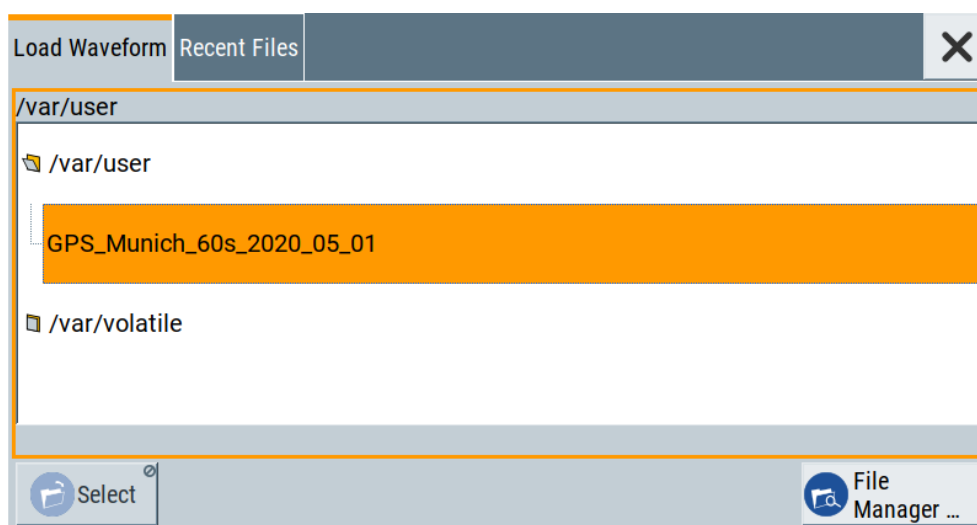 Load Waveform Recent Files
/var/user
/var/user
GPS_Munich_60s_2020_05_01
/var/volatile
Select
File
Manager ...